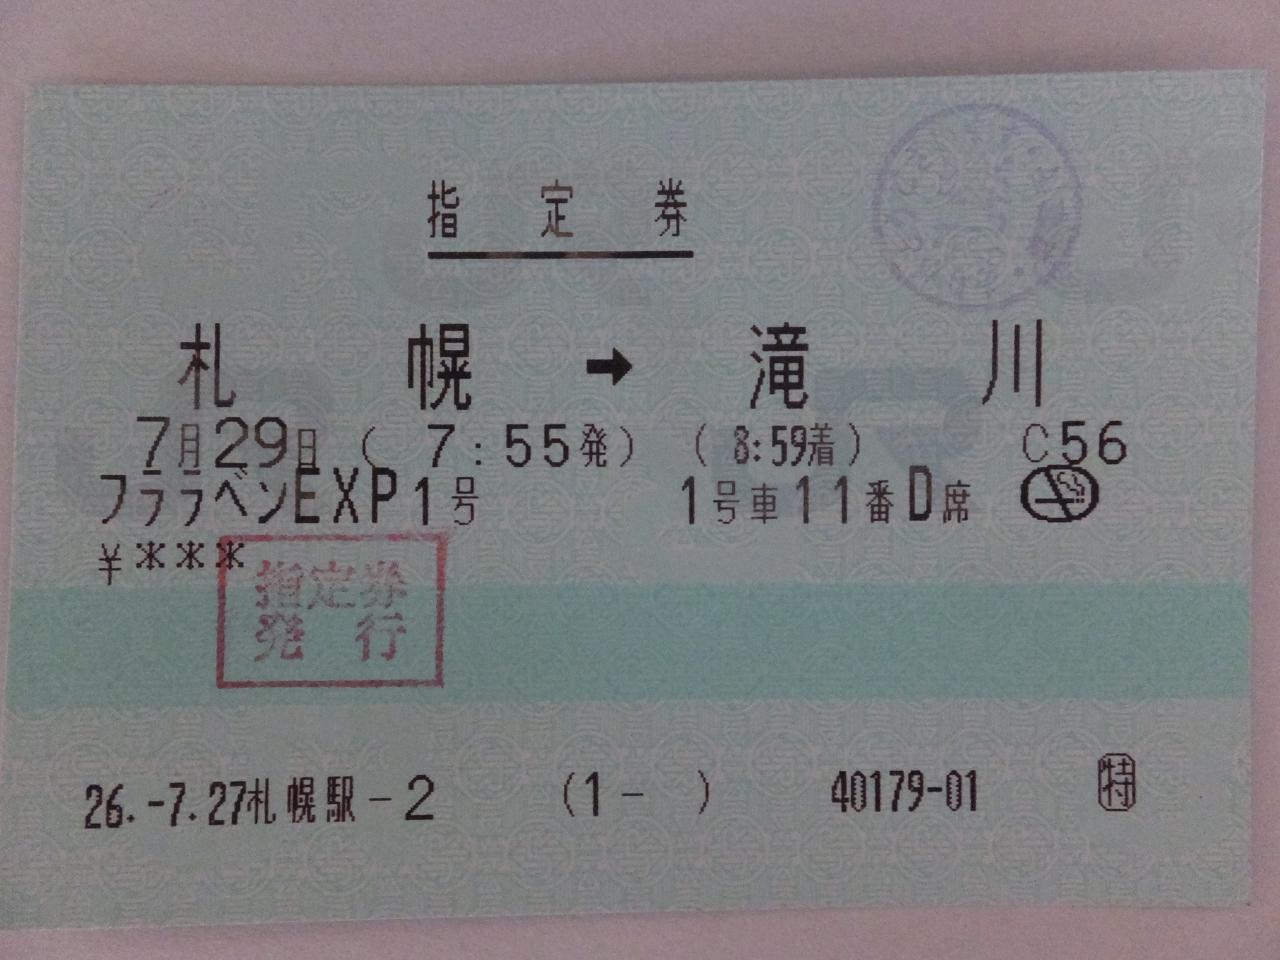 指定券
札幌➡滝川
7月29日 ( 7:55発) ( 8:59着) C56
フララベンEXP1号 1号車11番D席
¥***
指定券
発行
26.-7.27札幌駅-2 (1- ) 40179-01 特